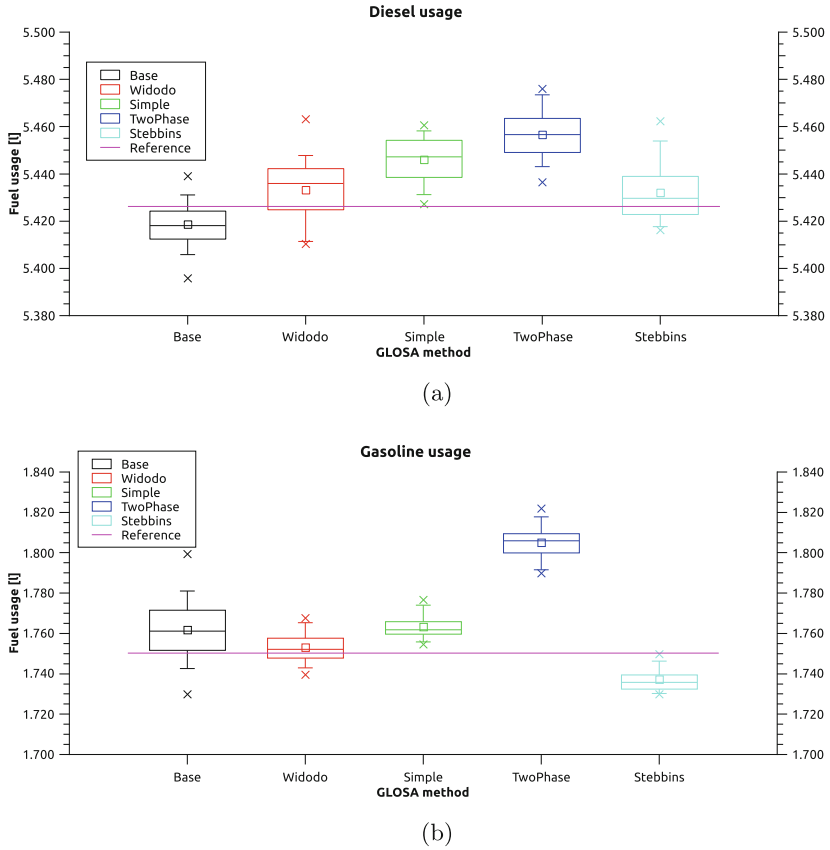 Diesel usage
5.500 5.500
5.480 5.480
5.460 5.460
5.440 5.440
5.420 5.420
5.400 5.400
5.380 5.380
Fuel usage [l]
Base
Widodo
Simple
TwoPhase
Stebbins
Reference
Base Widodo Simple TwoPhase Stebbins
GLOSA method
(a)
Gasoline usage
1.840 1.840
1.820 1.820
1.800 1.800
1.780 1.780
1.760 1.760
1.740 1.740
1.720 1.720
1.700 1.700
Fuel usage [l]
Base
Widodo
Simple
TwoPhase
Stebbins
Reference
Base Widodo Simple TwoPhase Stebbins
GLOSA method
(b)